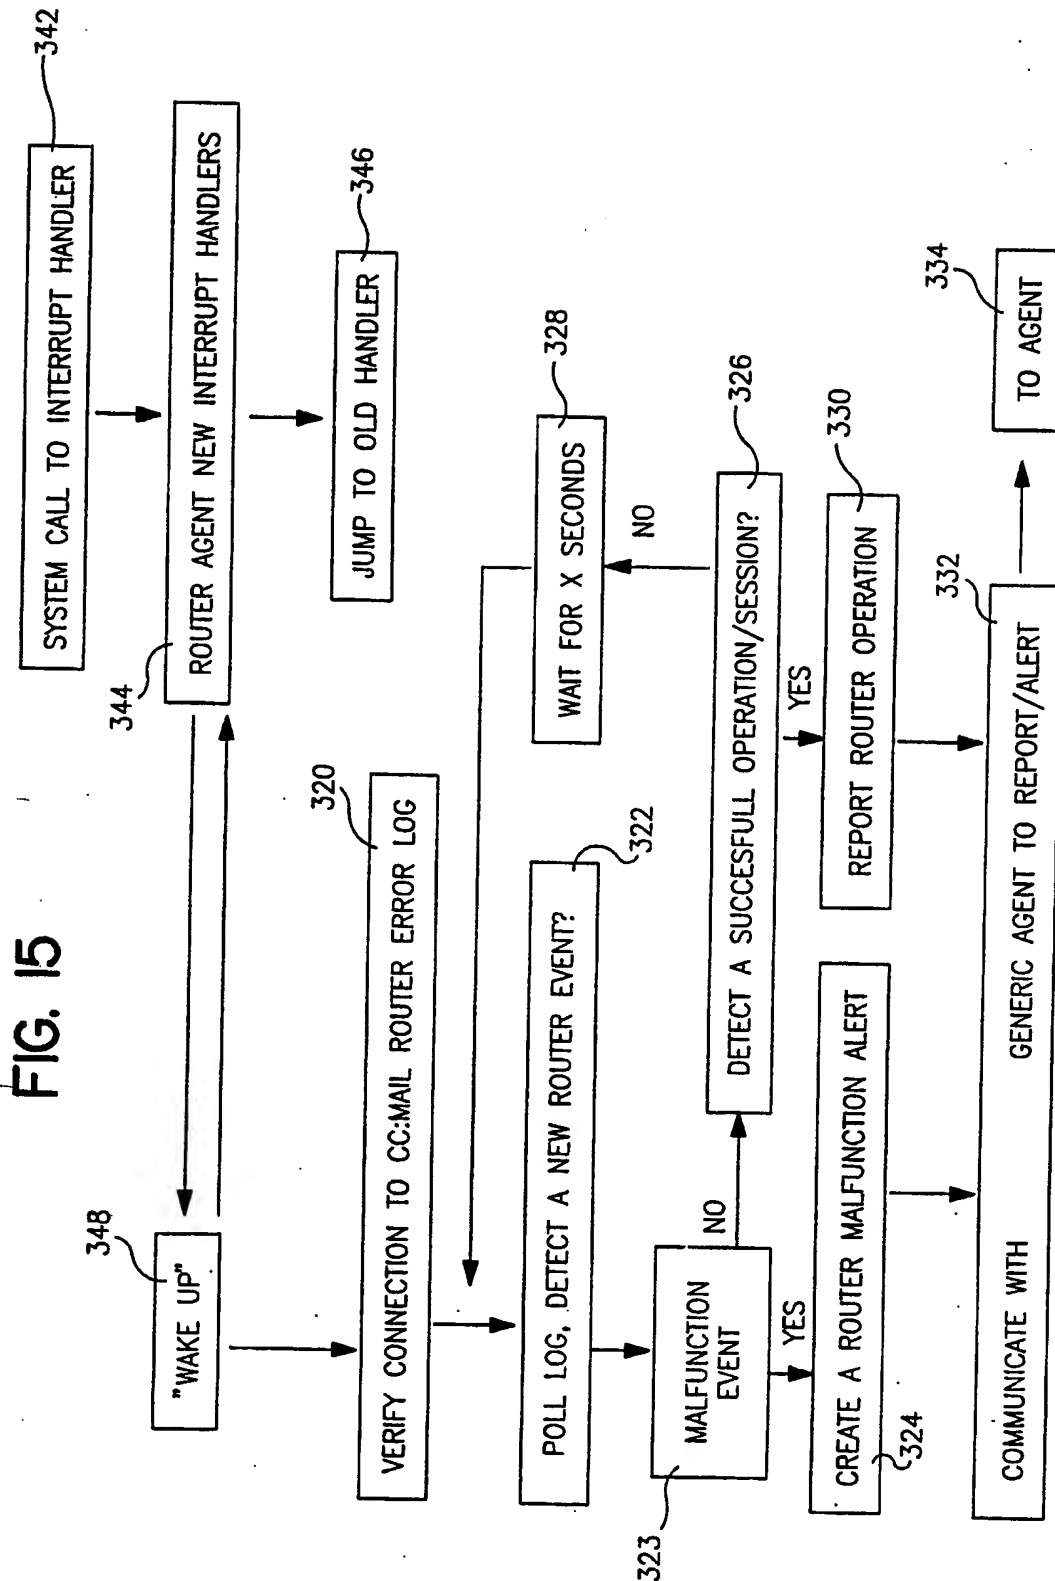 FIG. 15
342
SYSTEM CALL TO INTERRUPT HANDLER
344
ROUTER AGENT NEW INTERRUPT HANDLERS
346
JUMP TO OLD HANDLER
348
"WAKE UP"
320
VERIFY CONNECTION TO CC:MAIL ROUTER ERROR LOG
328
WAIT FOR X SECONDS
322
POLL LOG, DETECT A NEW ROUTER EVENT?
NO
323
MALFUNCTION
EVENT
NO
326
DETECT A SUCCESFULL OPERATION/SESSION?
YES
YES
324
CREATE A ROUTER MALFUNCTION ALERT
330
REPORT ROUTER OPERATION
332
COMMUNICATE WITH GENERIC AGENT TO REPORT/ALERT
334
TO AGENT